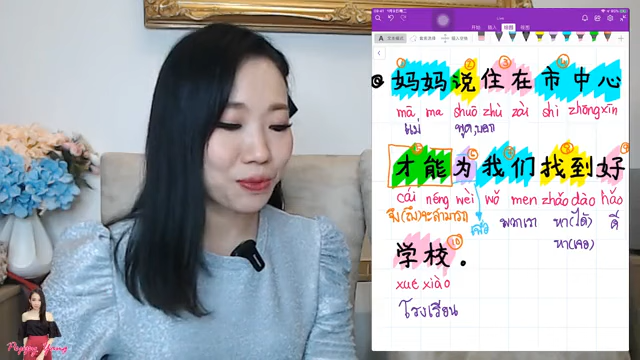 妈妈说住在市中心
mā ma shuō zhù zài shì zhōngxīn
แม่ พูด,บอก
才能为我们找到好
cái néng wèi wǒ men zhǎo dào hǎo
จึง(ถึง)จะสามารถ เพื่อ พวกเรา หา(ได้) ดี
หา(เจอ)
学校。
xué xiào
โรงเรียน
Poppy Yang